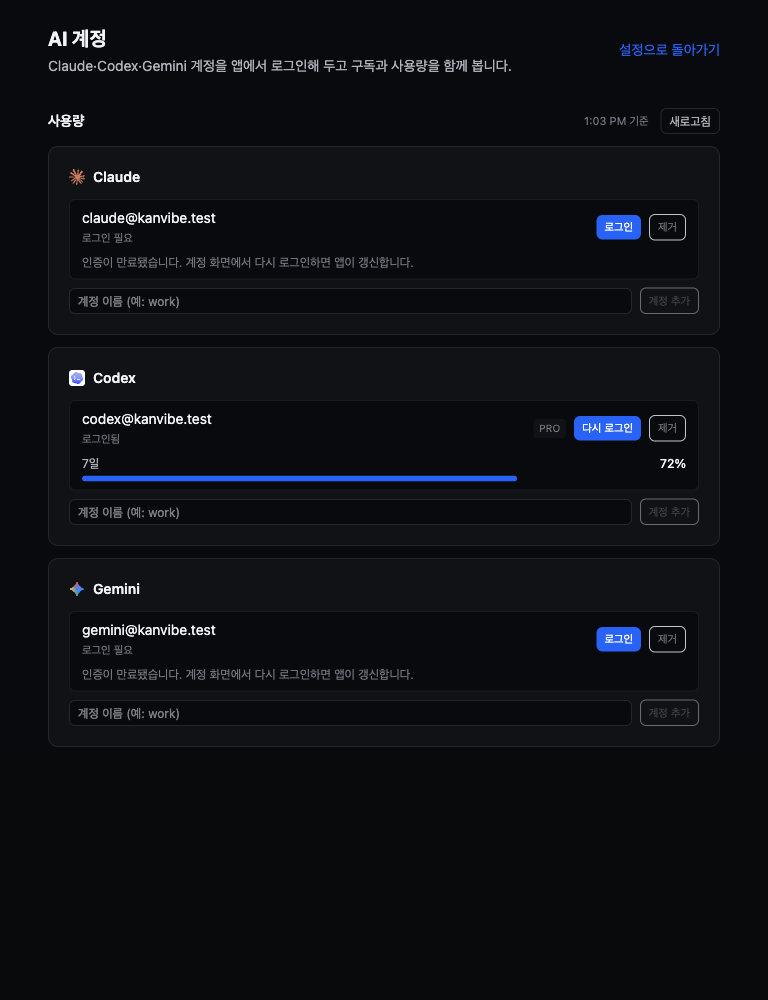 AI 계정
Claude·Codex·Gemini 계정을 앱에서 로그인해 두고 구독과 사용량을 함께 봅니다.
설정으로 돌아가기
사용량
1:03 PM 기준
새로고침
Claude
claude@kanvibe.test
로그인 필요
로그인
제거
인증이 만료됐습니다. 계정 화면에서 다시 로그인하면 앱이 갱신합니다.
계정 이름 (예: work)
계정 추가
Codex
codex@kanvibe.test
로그인됨
PRO
다시 로그인
제거
7일
72%
계정 이름 (예: work)
계정 추가
Gemini
gemini@kanvibe.test
로그인 필요
로그인
제거
인증이 만료됐습니다. 계정 화면에서 다시 로그인하면 앱이 갱신합니다.
계정 이름 (예: work)
계정 추가